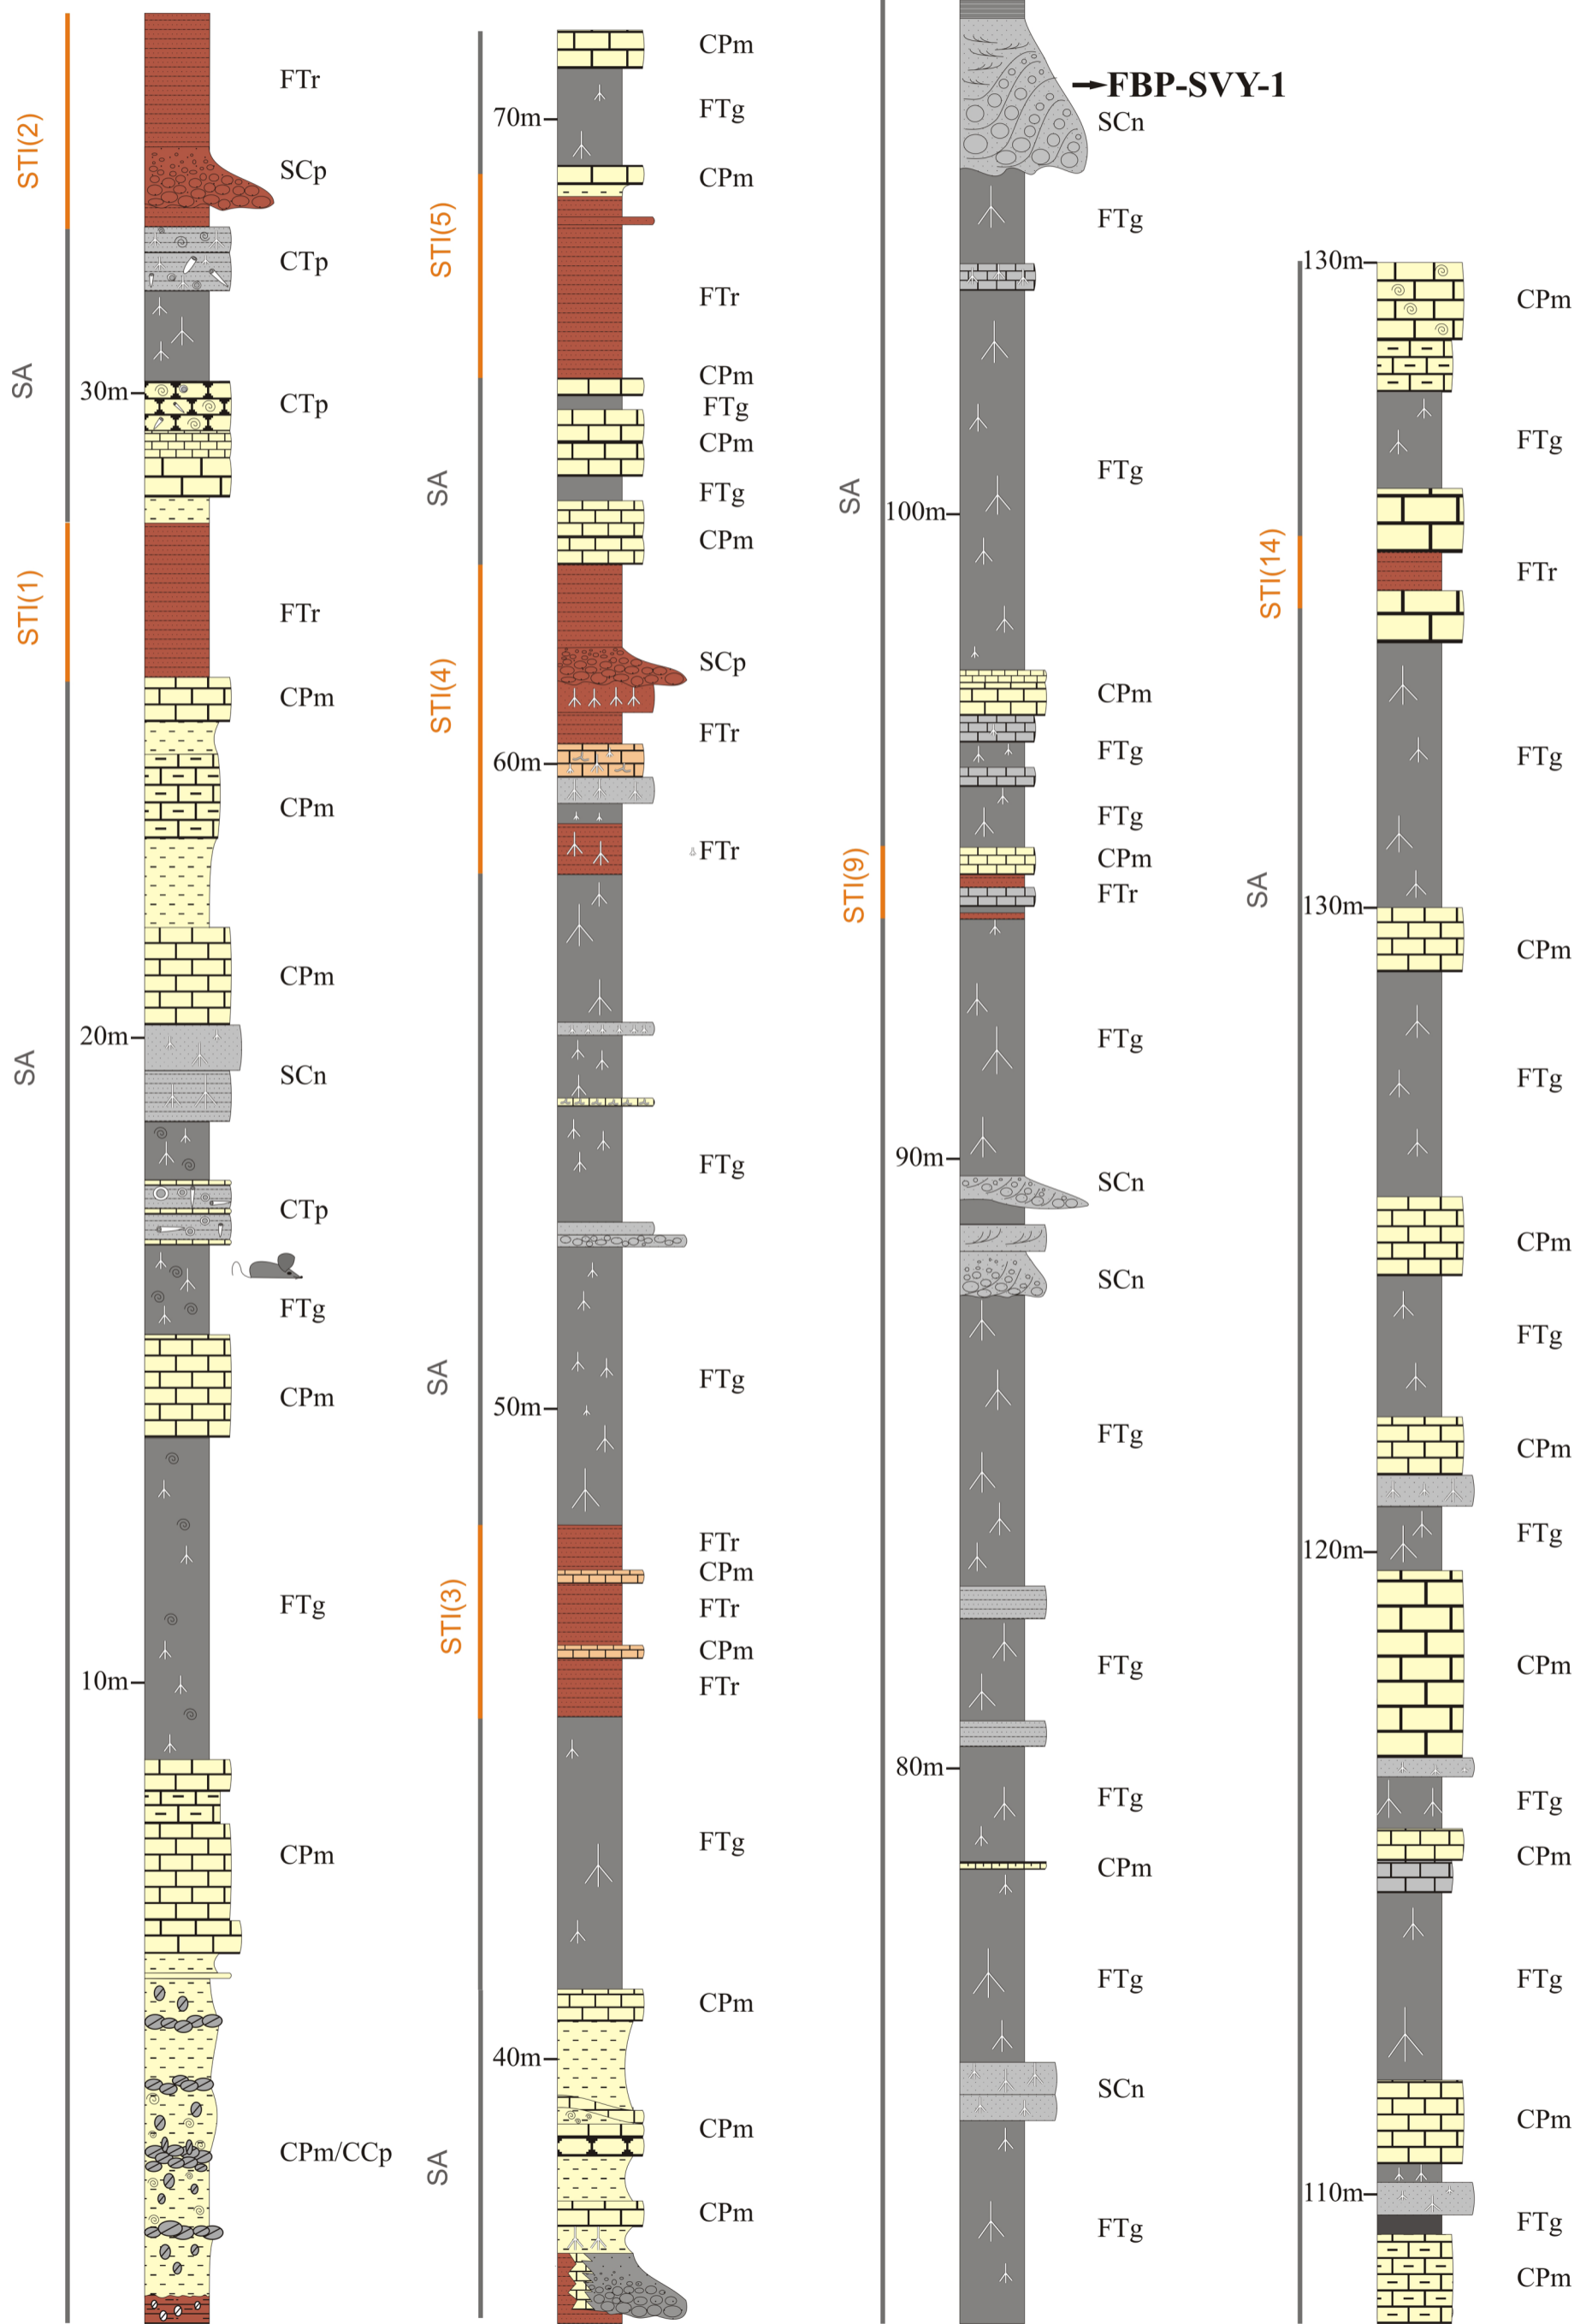 STI(2)
SA
STI(1)
SA
30m
20m
10m
FTr
SCp
CTp
CTp
FTr
CPm
CPm
CPm
SCn
CTp
FTg
CPm
FTg
CPm
CPm/CCp
STI(5)
SA
STI(4)
SA
STI(3)
SA
70m
60m
50m
40m
CPm
FTg
CPm
FTr
CPm
FTg
CPm
FTg
CPm
SCp
FTr
FTr
FTg
FTg
FTr
CPm
FTr
CPm
FTr
FTg
CPm
CPm
CPm
SA
STI(9)
100m
90m
80m
FBP-SVY-1
SCn
FTg
FTg
CPm
FTg
FTg
CPm
FTr
FTg
SCn
SCn
FTg
FTg
FTg
CPm
FTg
SCn
FTg
STI(14)
SA
130m
130m
120m
110m
CPm
FTg
FTr
FTg
CPm
FTg
CPm
FTg
CPm
FTg
CPm
FTg
CPm
FTg
CPm
FTg
CPm